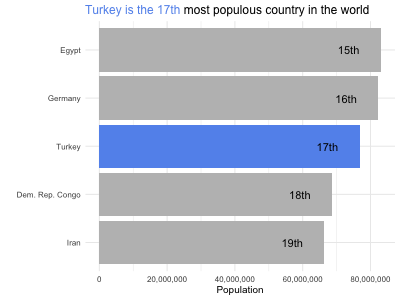 Turkey is the 17th most populous country in the world
Egypt 15th
Germany 16th
Turkey 17th
Dem. Rep. Congo 18th
Iran 19th
0 20,000,000 40,000,000 60,000,000 80,000,000
Population